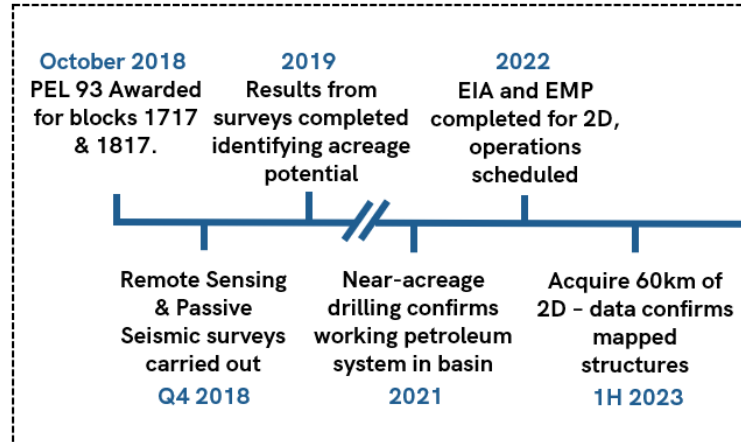 October 2018
PEL 93 Awarded
for blocks 1717
& 1817.
Remote Sensing
& Passive
Seismic surveys
carried out
Q4 2018
2019
Results from
surveys completed
identifying acreage
potential
Near-acreage
drilling confirms
working petroleum
system in basin
2021
2022
EIA and EMP
completed for 2D,
operations
scheduled
Acquire 60km of
2D – data confirms
mapped
structures
1H 2023